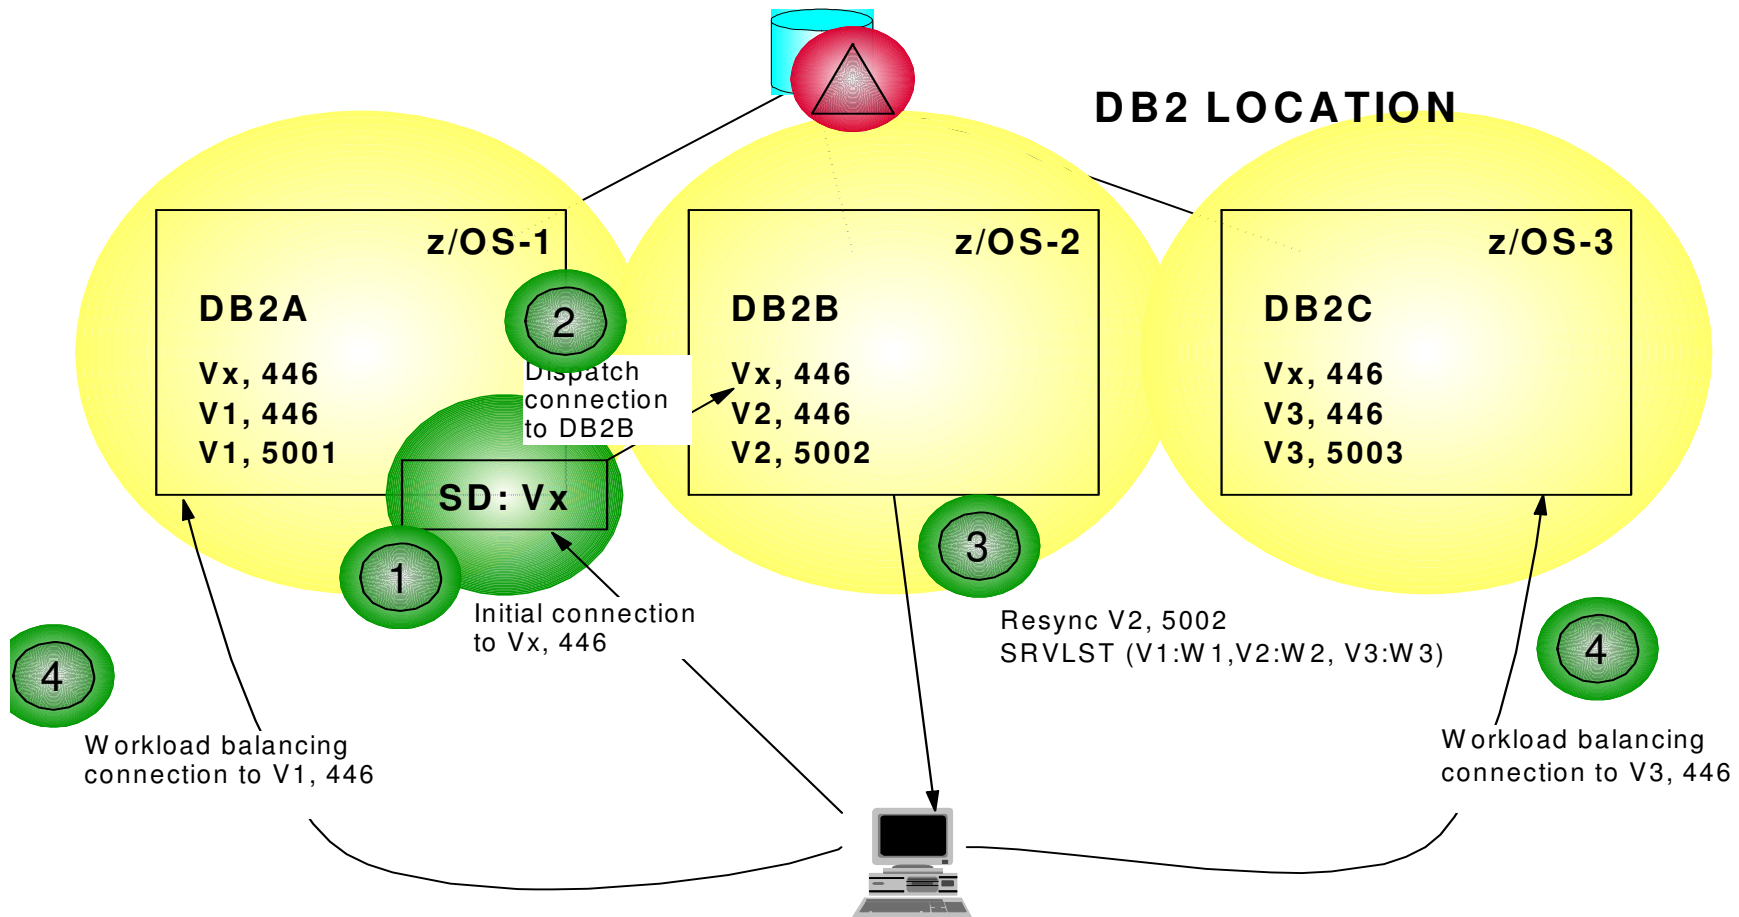 DB2 LOCATION
z/OS-1
DB2A
Vx, 446
V1, 446
V1, 5001
2
Dispatch
connection
to DB2B
SD: Vx
1
Initial connection
to Vx, 446
z/OS-2
DB2B
Vx, 446
V2, 446
V2, 5002
3
Resync V2, 5002
SRVLST (V1:W1,V2:W2, V3:W3)
z/OS-3
DB2C
Vx, 446
V3, 446
V3, 5003
4
Workload balancing
connection to V1, 446
4
Workload balancing
connection to V3, 446